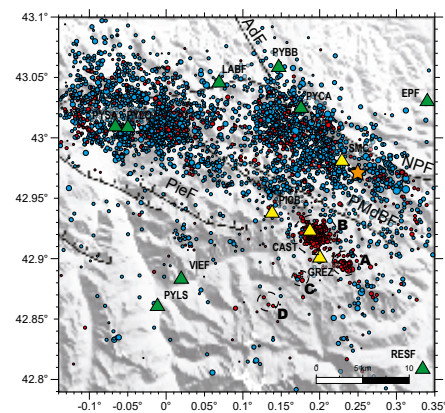 43.1°
43.05°
43°
42.95°
42.9°
42.85°
42.8°
AdF
PYBB
LABF
EPF
PYCA
NPF
PieF
PMdBF
PIOB
B
CAST
A
GREZ
VIEF
C
PYLS
D
RESF
0 5km 10
-0.1° -0.05° 0° 0.05° 0.1° 0.15° 0.2° 0.25° 0.3° 0.35°